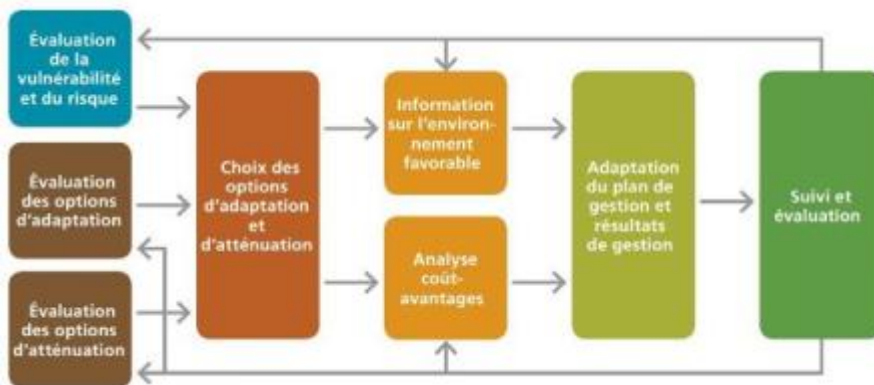 Évaluation
de la
vulnérabilité
et du risque
Évaluation
des options
d'adaptation
Évaluation
des options
d'atténuation
Choix des
options
d'adaptation
et
d'atténuation
Information
sur l'environ-
nement
favorable
Analyse
coût-
avantages
Adaptation
du plan de
gestion et
résultats
de gestion
Suivi et
évaluation